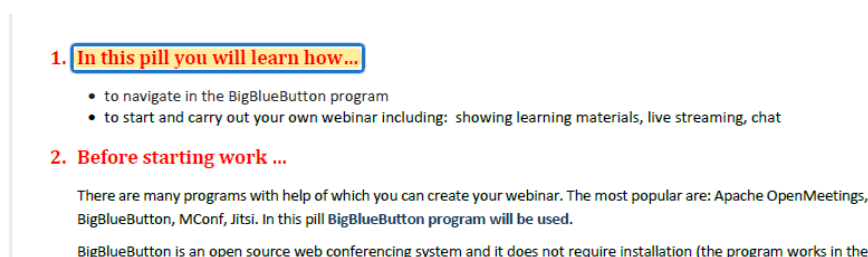 1. In this pill you will learn how...
• to navigate in the BigBlueButton program
• to start and carry out your own webinar including: showing learning materials, live streaming, chat
2. Before starting work ...
There are many programs with help of which you can create your webinar. The most popular are: Apache OpenMeetings,
BigBlueButton, MConf, Jitsi. In this pill BigBlueButton program will be used.
BigBlueButton is an open source web conferencing system and it does not require installation (the program works in the